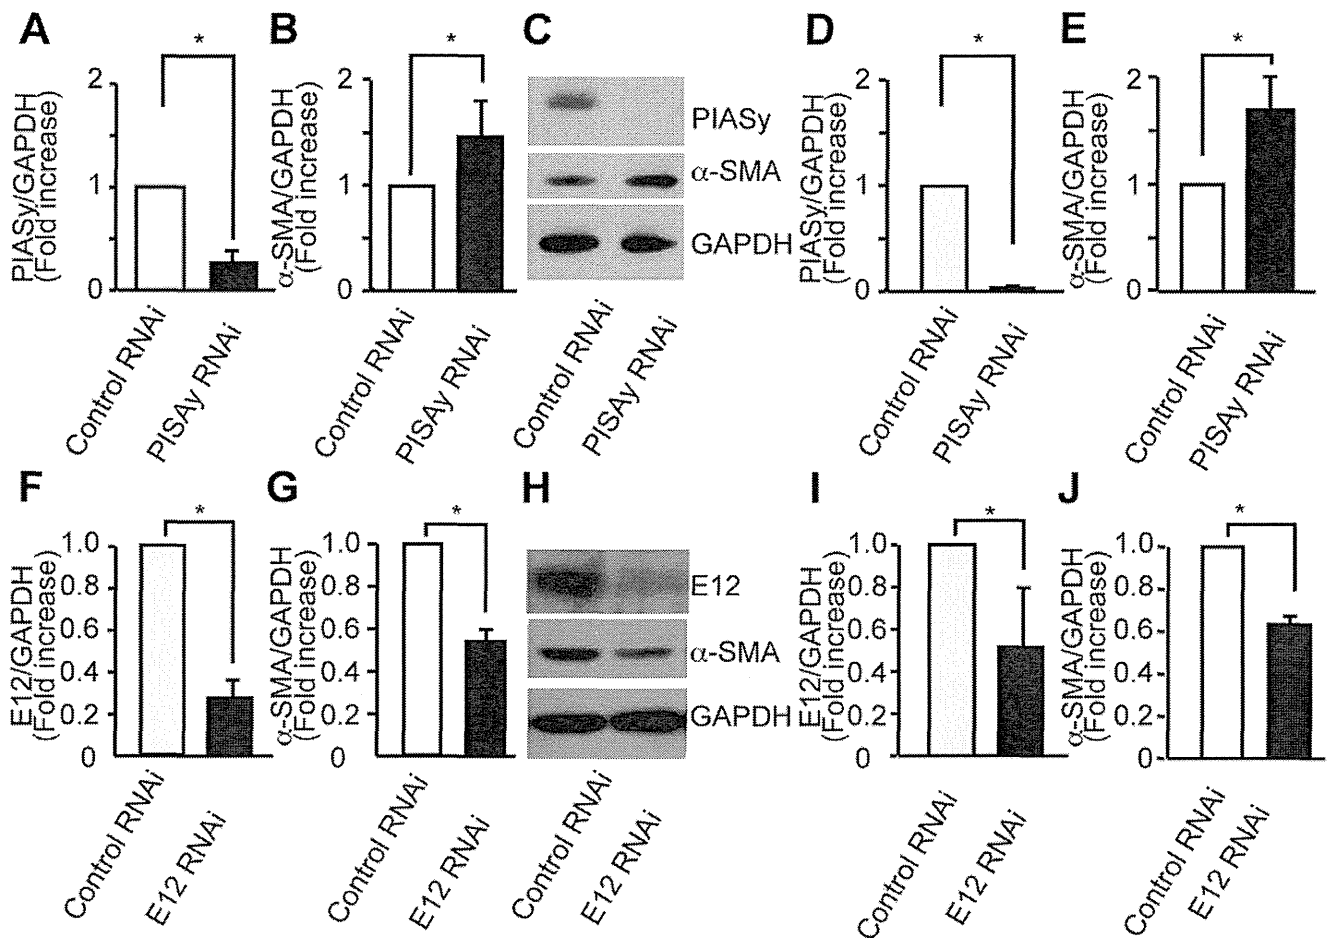 A
PIASy/GAPDH
(Fold increase)
2
1
0
*
Control RNAi
PISAy RNAi
B
α-SMA/GAPDH
(Fold increase)
2
1
0
*
Control RNAi
PISAy RNAi
C
PIASy
α-SMA
GAPDH
Control RNAi
PISAy RNAi
D
PIASy/GAPDH
(Fold increase)
2
1
0
*
Control RNAi
PISAy RNAi
E
α-SMA/GAPDH
(Fold increase)
2
1
0
*
Control RNAi
PISAy RNAi
F
E12/GAPDH
(Fold increase)
1.0
0.8
0.6
0.4
0.2
0
*
Control RNAi
E12 RNAi
G
α-SMA/GAPDH
(Fold increase)
1.0
0.8
0.6
0.4
0.2
0
*
Control RNAi
E12 RNAi
H
E12
α-SMA
GAPDH
Control RNAi
E12 RNAi
I
E12/GAPDH
(Fold increase)
1.0
0.8
0.6
0.4
0.2
0
*
Control RNAi
E12 RNAi
J
α-SMA/GAPDH
(Fold increase)
1.0
0.8
0.6
0.4
0.2
0
*
Control RNAi
E12 RNAi